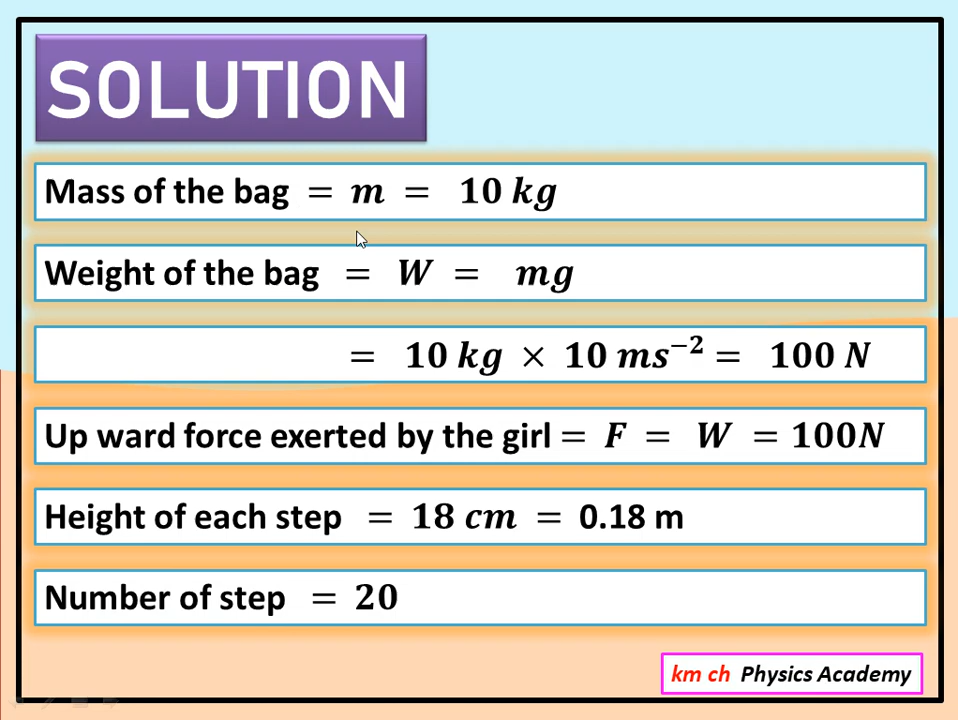 SOLUTION
Mass of the bag = m = 10 kg
Weight of the bag = W = mg
= 10 kg × 10 ms⁻² = 100 N
Up ward force exerted by the girl = F = W = 100N
Height of each step = 18 cm = 0.18 m
Number of step = 20
km ch Physics Academy